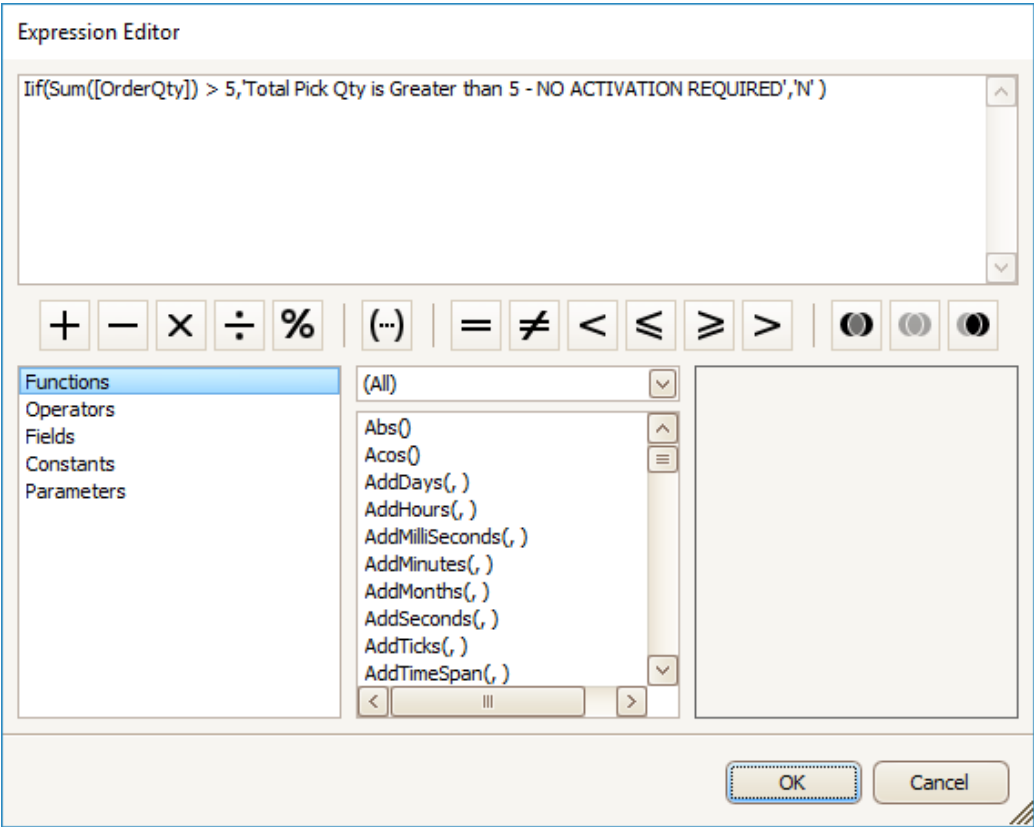 Expression Editor
Iif(Sum([OrderQty]) > 5,'Total Pick Qty is Greater than 5 - NO ACTIVATION REQUIRED','N' )
+ − × ÷ % (...) = ≠ < ⩽ ⩾ >
Functions
Operators
Fields
Constants
Parameters
(All)
Abs()
Acos()
AddDays(, )
AddHours(, )
AddMilliSeconds(, )
AddMinutes(, )
AddMonths(, )
AddSeconds(, )
AddTicks(, )
AddTimeSpan(, )
OK Cancel